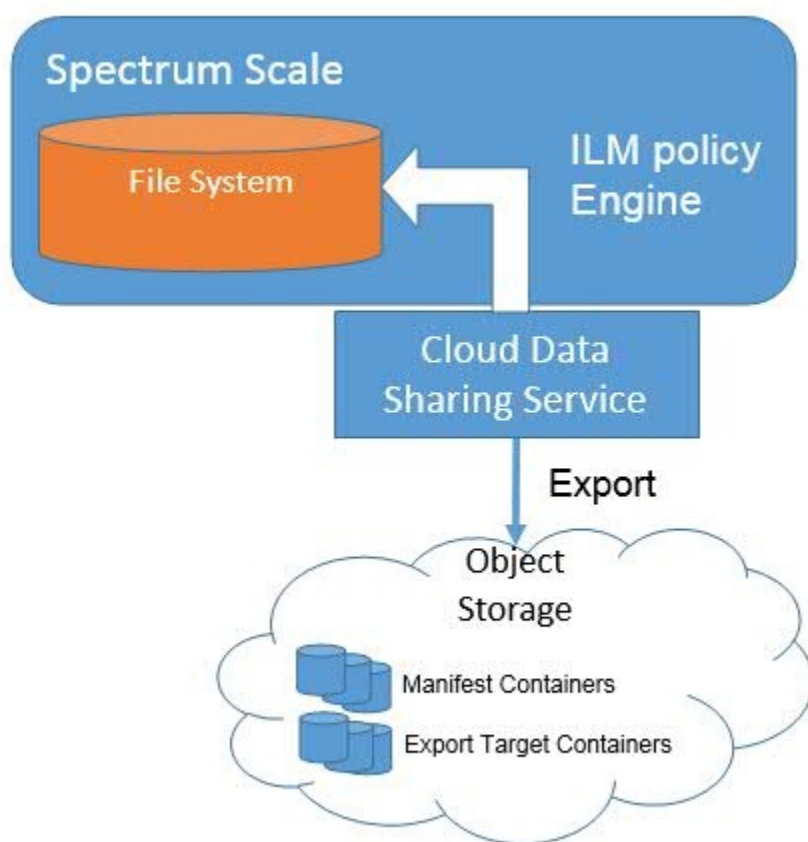 Spectrum Scale
File System
ILM policy
Engine
Cloud Data
Sharing Service
Export
Object
Storage
Manifest Containers
Export Target Containers